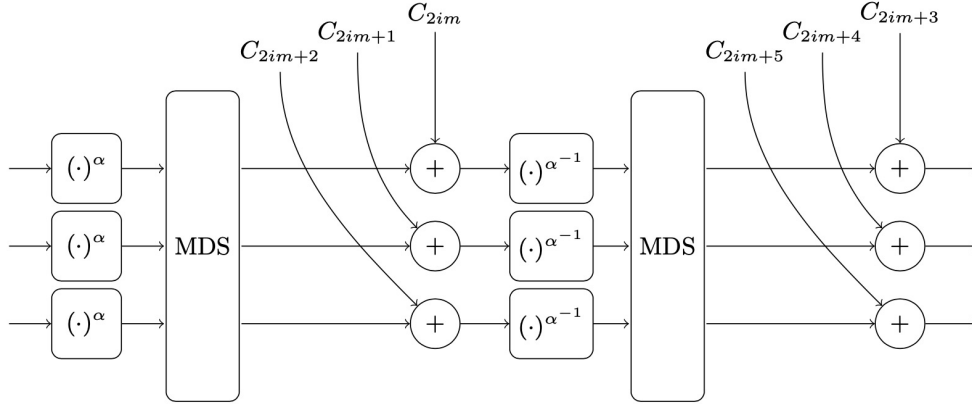 C_{2im}
C_{2im+1}
C_{2im+2}
C_{2im+3}
C_{2im+4}
C_{2im+5}
(·)^α
+
(·)^{α^{-1}}
+
(·)^α
MDS
+
(·)^{α^{-1}}
MDS
+
(·)^α
+
(·)^{α^{-1}}
+